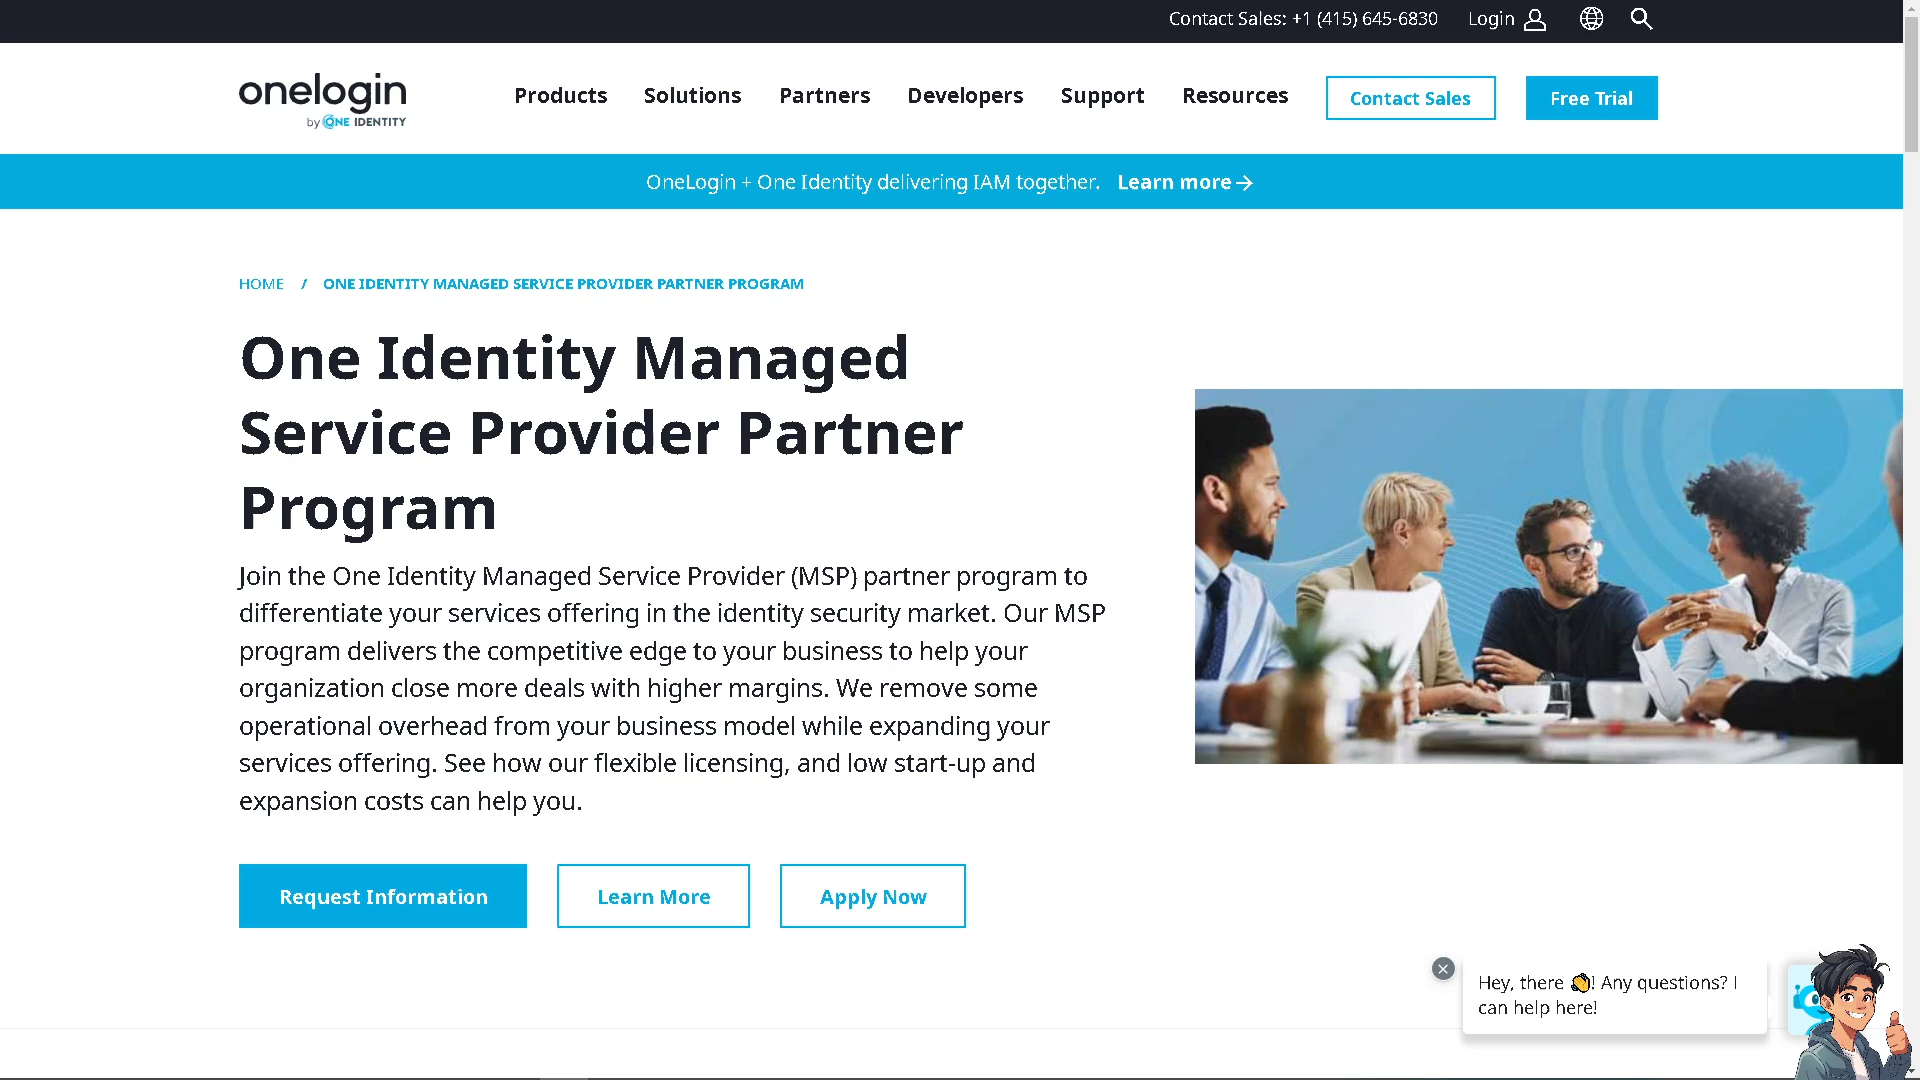 Contact Sales: +1 (415) 645-6830 Login
onelogin
by ONE IDENTITY
Products Solutions Partners Developers Support Resources Contact Sales Free Trial
OneLogin + One Identity delivering IAM together. Learn more
HOME / ONE IDENTITY MANAGED SERVICE PROVIDER PARTNER PROGRAM
One Identity Managed
Service Provider Partner
Program
Join the One Identity Managed Service Provider (MSP) partner program to
differentiate your services offering in the identity security market. Our MSP
program delivers the competitive edge to your business to help your
organization close more deals with higher margins. We remove some
operational overhead from your business model while expanding your
services offering. See how our flexible licensing, and low start-up and
expansion costs can help you.
Request Information Learn More Apply Now
Hey, there 👋! Any questions? I
can help here!